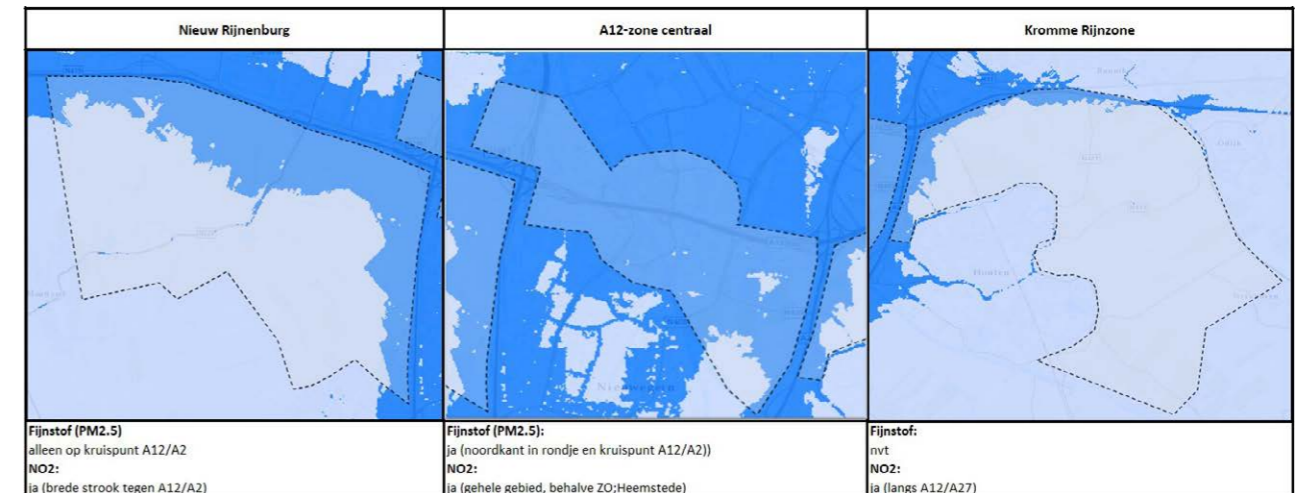 Nieuw Rijnenburg
A12-zone centraal
Kromme Rijnzone
Houten
Nieuwegein
Fijnstof (PM2.5)
alleen op kruispunt A12/A2
NO2:
ja (brede strook tegen A12/A2)
Fijnstof (PM2.5):
ja (noordkant in rondje en kruispunt A12/A2))
NO2:
ja (gehele gebied, behalve ZO;Heemstede)
Fijnstof:
nvt
NO2:
ja (langs A12/A27)